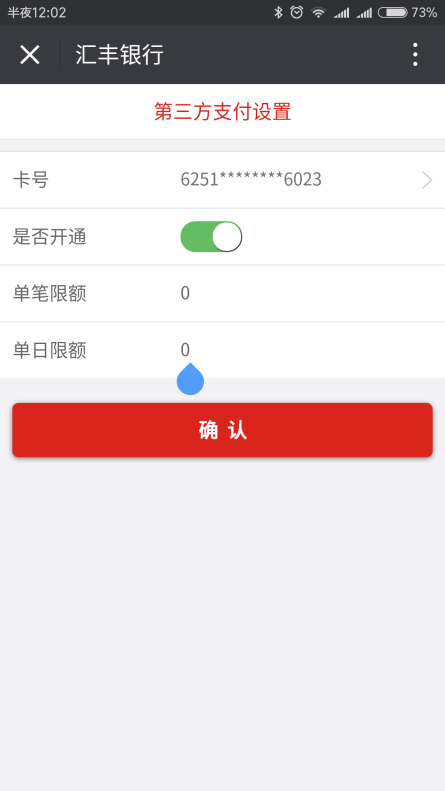 半夜12:02
73%
汇丰银行
第三方支付设置
卡号 6251********6023
是否开通
单笔限额 0
单日限额 0
确 认